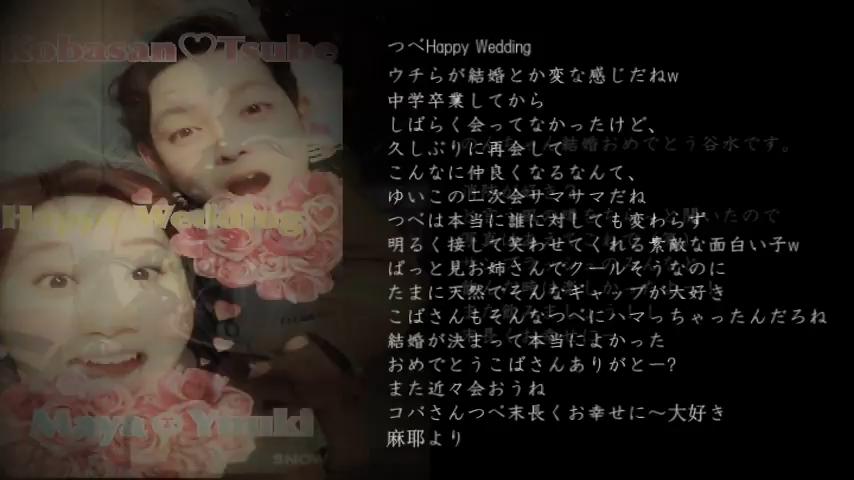 Kobasan♡Tsube
Happy Wedding♡
Maya♡Yuuki
SNOW
つべHappy Wedding
ウチらが結婚とか変な感じだねw
中学卒業してから
しばらく会ってなかったけど、
久しぶりに再会して
こんなに仲良くなるなんて、
ゆいこの二次会サマサマだね
つべは本当に誰に対しても変わらず
明るく接して笑わせてくれる素敵な面白い子w
ぱっと見お姉さんでクールそうなのに
たまに天然でそんなギャップが大好き
こばさんもそんなつべにハマっちゃったんだろね
結婚が決まって本当によかった
おめでとうこばさんありがとー?
また近々会おうね
コバさんつべ末長くお幸せに～大好き
麻耶より
結婚おめでとう谷水です。